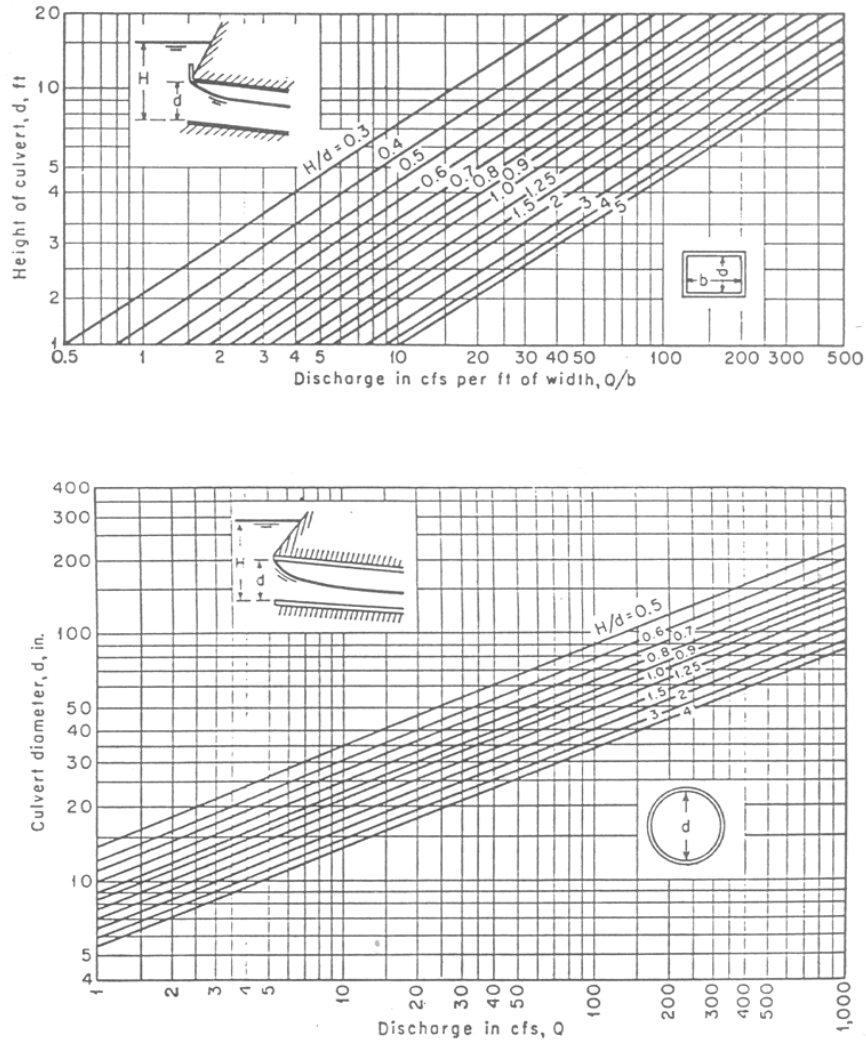 Height of culvert, d, ft
20
10
5
4
3
2
1
H
d
H/d = 0.3
0.4
0.5
0.6
0.7
0.8
0.9
1.0
1.25
1.5
2
3
4
5
b
d
0.5 1 2 3 4 5 10 20 30 40 50 100 200 300 500
Discharge in cfs per ft of width, Q/b
Culvert diameter, d, in.
400
300
200
100
50
40
30
20
10
5
4
H
d
H/d = 0.5
0.6 0.7
0.8 0.9
1.0 1.25
1.5 2
3 4
d
1 2 3 4 5 10 20 30 40 50 100 200 300 400 500 1,000
Discharge in cfs, Q